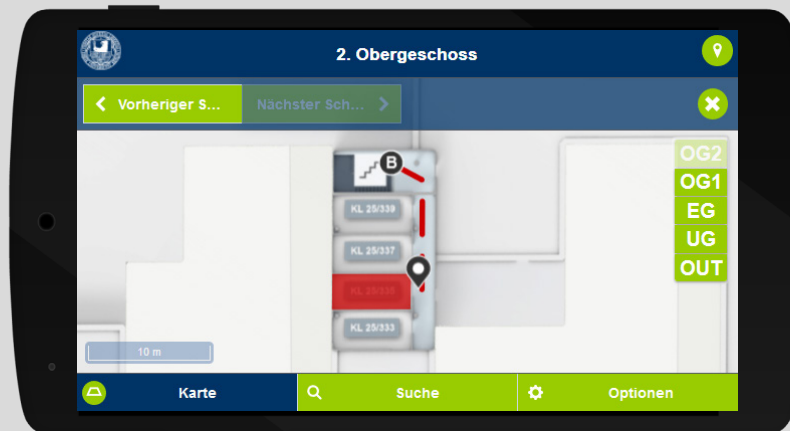 2. Obergeschoss
Vorheriger S...
Nächster Sch...
B
OG2
OG1
EG
UG
OUT
KL 25/339
KL 25/337
KL 25/335
KL 25/333
10 m
Karte
Suche
Optionen